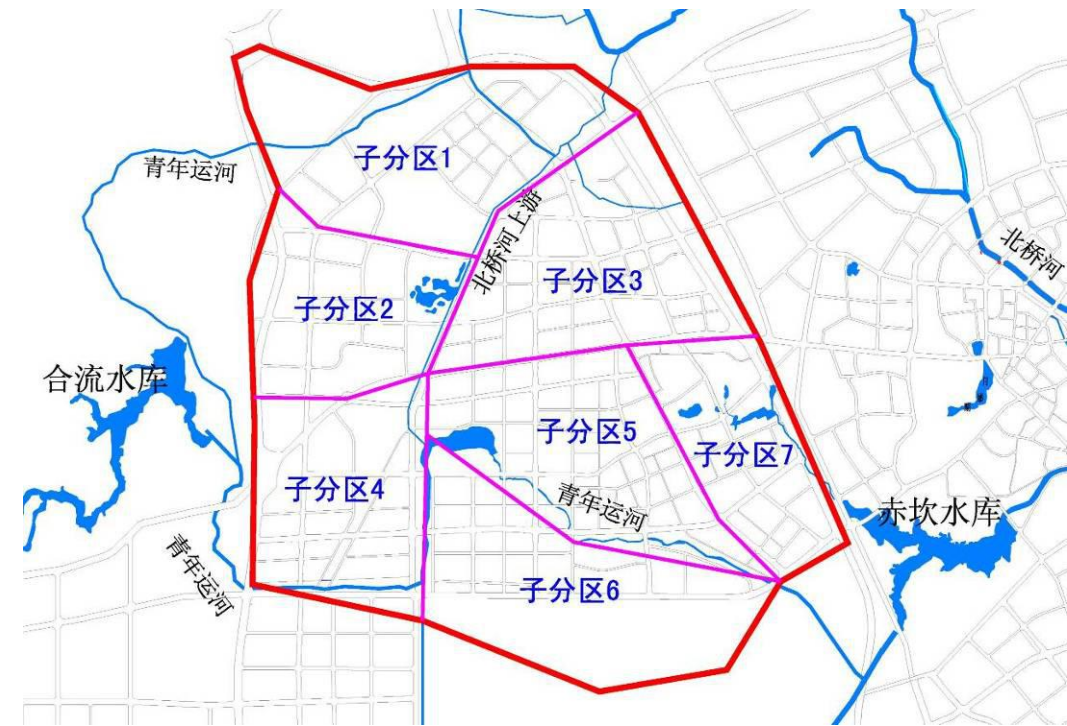 子分区1
青年运河
北桥河上游
北桥河
子分区3
子分区2
合流水库
子分区5
子分区7
子分区4
青年运河
赤坎水库
青年运河
子分区6